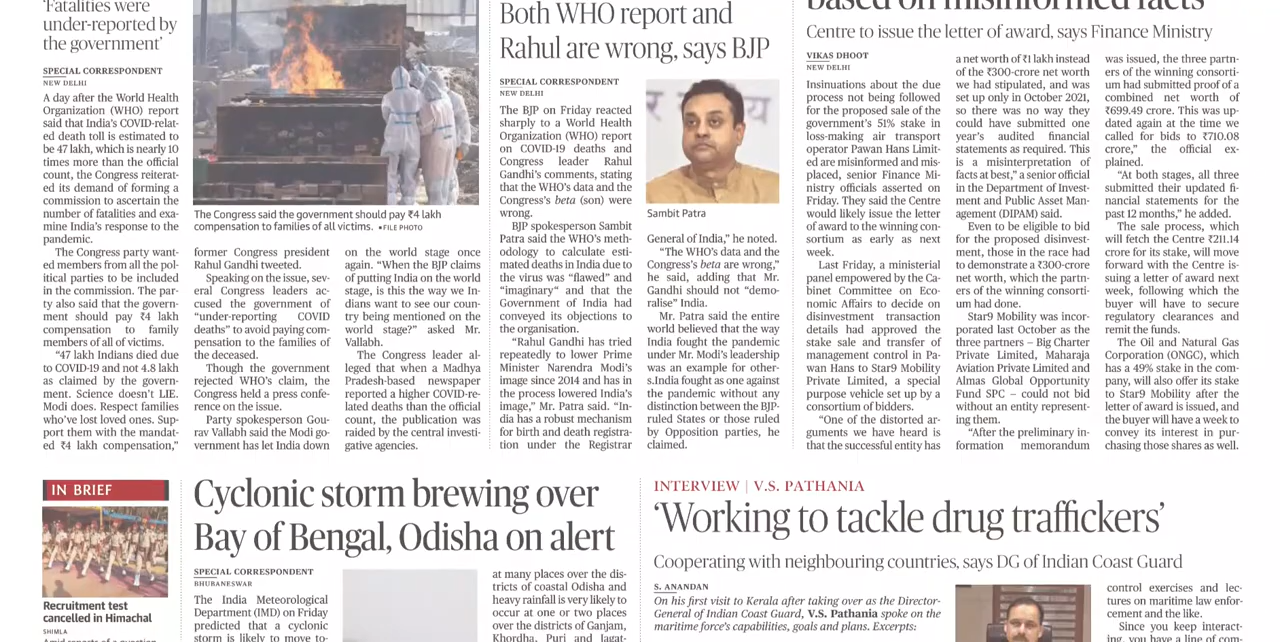 'Fatalities were
under-reported by
the government'
SPECIAL CORRESPONDENT
NEW DELHI
A day after the World Health
Organization (WHO) report
said that India's COVID-relat-
ed death toll is estimated to
be 47 lakh, which is nearly 10
times more than the official
count, the Congress reiterat-
ed its demand of forming a
commission to ascertain the
number of fatalities and exa-
mine India's response to the
pandemic.
The Congress party want-
ed members from all the pol-
itical parties to be included
in the commission. The par-
ty also said that the govern-
ment should pay ₹4 lakh
compensation to family
members of all of victims.
"47 lakh Indians died due
to COVID-19 and not 4.8 lakh
as claimed by the govern-
ment. Science doesn't LIE.
Modi does. Respect families
who've lost loved ones. Sup-
port them with the mandat-
ed ₹4 lakh compensation,"
The Congress said the government should pay ₹4 lakh
compensation to families of all victims. •FILE PHOTO
former Congress president
Rahul Gandhi tweeted.
Speaking on the issue, sev-
eral Congress leaders ac-
cused the government of
"under-reporting COVID
deaths" to avoid paying com-
pensation to the families of
the deceased.
Though the government
rejected WHO's claim, the
Congress held a press confe-
rence on the issue.
Party spokesperson Gou-
rav Vallabh said the Modi go-
vernment has let India down
on the world stage once
again. "When the BJP claims
of putting India on the world
stage, is this the way we In-
dians want to see our coun-
try being mentioned on the
world stage?" asked Mr.
Vallabh.
The Congress leader al-
leged that when a Madhya
Pradesh-based newspaper
reported a higher COVID-re-
lated deaths than the official
count, the publication was
raided by the central investi-
gative agencies.
Both WHO report and
Rahul are wrong, says BJP
SPECIAL CORRESPONDENT
NEW DELHI
The BJP on Friday reacted
sharply to a World Health
Organization (WHO) report
on COVID-19 deaths and
Congress leader Rahul
Gandhi's comments, stating
that the WHO's data and the
Congress's beta (son) were
wrong.
BJP spokesperson Sambit
Patra said the WHO's meth-
odology to calculate esti-
mated deaths in India due to
the virus was "flawed" and
"imaginary" and that the
Government of India had
conveyed its objections to
the organisation.
"Rahul Gandhi has tried
repeatedly to lower Prime
Minister Narendra Modi's
image since 2014 and has in
the process lowered India's
image," Mr. Patra said. "In-
dia has a robust mechanism
for birth and death registra-
tion under the Registrar
Sambit Patra
General of India," he noted.
"The WHO's data and the
Congress's beta are wrong,"
he said, adding that Mr.
Gandhi should not "demo-
ralise" India.
Mr. Patra said the entire
world believed that the way
India fought the pandemic
under Mr. Modi's leadership
was an example for other-
s.India fought as one against
the pandemic without any
distinction between the BJP-
ruled States or those ruled
by Opposition parties, he
claimed.
based on misinformed facts
Centre to issue the letter of award, says Finance Ministry
VIKAS DHOOT
NEW DELHI
Insinuations about the due
process not being followed
for the proposed sale of the
government's 51% stake in
loss-making air transport
operator Pawan Hans Limit-
ed are misinformed and mis-
placed, senior Finance Mi-
nistry officials asserted on
Friday. They said the Centre
would likely issue the letter
of award to the winning con-
sortium as early as next
week.
Last Friday, a ministerial
panel empowered by the Ca-
binet Committee on Eco-
nomic Affairs to decide on
disinvestment transaction
details had approved the
stake sale and transfer of
management control in Pa-
wan Hans to Star9 Mobility
Private Limited, a special
purpose vehicle set up by a
consortium of bidders.
"One of the distorted ar-
guments we have heard is
that the successful entity has
a net worth of ₹1 lakh instead
of the ₹300-crore net worth
we had stipulated, and was
set up only in October 2021,
so there was no way they
could have submitted one
year's audited financial
statements as required. This
is a misinterpretation of
facts at best," a senior official
in the Department of Invest-
ment and Public Asset Man-
agement (DIPAM) said.
Even to be eligible to bid
for the proposed disinvest-
ment, those in the race had
to demonstrate a ₹300-crore
net worth, which the partn-
ers of the winning consorti-
um had done.
Star9 Mobility was incor-
porated last October as the
three partners – Big Charter
Private Limited, Maharaja
Aviation Private Limited and
Almas Global Opportunity
Fund SPC – could not bid
without an entity represent-
ing them.
"After the preliminary in-
formation memorandum
was issued, the three partn-
ers of the winning consorti-
um had submitted proof of a
combined net worth of
₹699.49 crore. This was up-
dated again at the time we
called for bids to ₹710.08
crore," the official ex-
plained.
"At both stages, all three
submitted their updated fi-
nancial statements for the
past 12 months," he added.
The sale process, which
will fetch the Centre ₹211.14
crore for its stake, will move
forward with the Centre is-
suing a letter of award next
week, following which the
buyer will have to secure
regulatory clearances and
remit the funds.
The Oil and Natural Gas
Corporation (ONGC), which
has a 49% stake in the com-
pany, will also offer its stake
to Star9 Mobility after the
letter of award is issued, and
the buyer will have a week to
convey its interest in pur-
chasing those shares as well.
IN BRIEF
Recruitment test
cancelled in Himachal
SHIMLA
Amid reports of a question
Cyclonic storm brewing over
Bay of Bengal, Odisha on alert
SPECIAL CORRESPONDENT
BHUBANESWAR
The India Meteorological
Department (IMD) on Friday
predicted that a cyclonic
storm is likely to move to-
at many places over the dis-
tricts of coastal Odisha and
heavy rainfall is very likely to
occur at one or two places
over the districts of Ganjam,
Khordha, Puri and Jagat-
INTERVIEW | V.S. PATHANIA
'Working to tackle drug traffickers'
Cooperating with neighbouring countries, says DG of Indian Coast Guard
S. ANANDAN
On his first visit to Kerala after taking over as the Director-
General of Indian Coast Guard, V.S. Pathania spoke on the
maritime force's capabilities, goals and plans. Excerpts:
control exercises and lec-
tures on maritime law enfor-
cement and the like.
Since you keep interact-
ing, you have a line of com-